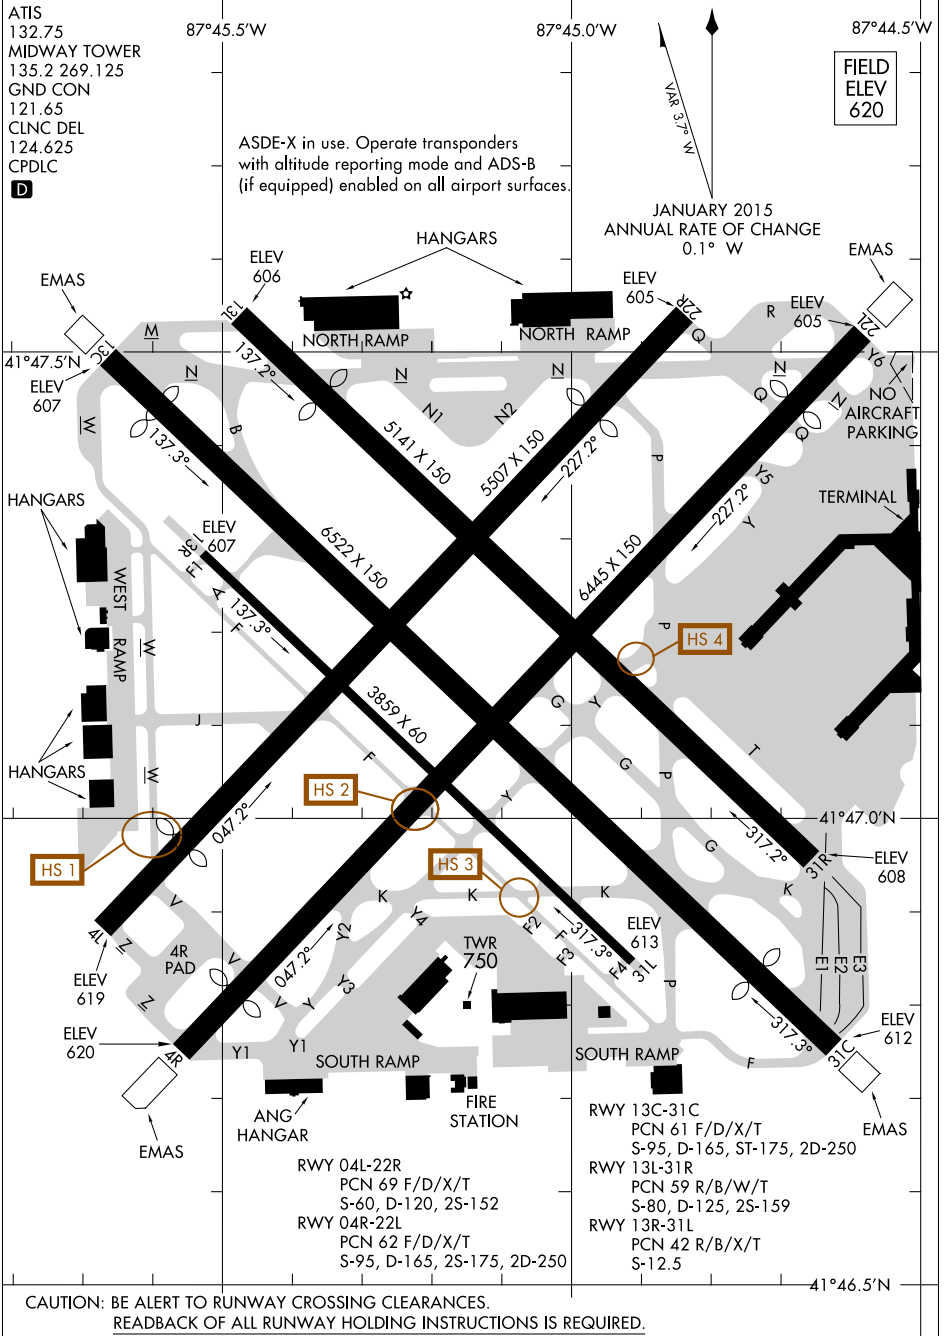 ATIS
132.75
MIDWAY TOWER
135.2 269.125
GND CON
121.65
CLNC DEL
124.625
CPDLC
D
87°45.5'W
87°45.0'W
87°44.5'W
VAR 3.7° W
FIELD
ELEV
620
ASDE-X in use. Operate transponders
with altitude reporting mode and ADS-B
(if equipped) enabled on all airport surfaces.
JANUARY 2015
ANNUAL RATE OF CHANGE
0.1° W
HANGARS
EMAS
ELEV
606
ELEV
605
ELEV
605
EMAS
13L
22R
22L
R
M
13C
NORTH RAMP
NORTH RAMP
Q
Y6
41°47.5'N
ELEV
607
137.2°
N
N
N
N
N
NO
AIRCRAFT
PARKING
W
137.3°
B
N1
N2
Q
Q
5141 X 150
5507 X 150
227.2°
P
Y5
227.2°
Y
TERMINAL
HANGARS
ELEV
607
13R
F1
6522 X 150
6445 X 150
WEST
RAMP
A
137.3°
F
W
P
HS 4
3859 X 60
J
G
Y
F
G
P
T
W
HANGARS
HS 2
047.2°
Y
HS 1
HS 3
G
317.2°
41°47.0'N
31R
ELEV
608
K
K
K
K
V
Y4
Y2
4L
Z
4R
PAD
V
047.2°
F2
F
F3
317.3°
ELEV
613
F4
31L
TWR
750
E1
E2
E3
ELEV
619
Z
Y3
V
Y
P
317.3°
ELEV
612
ELEV
620
4R
Y1
Y1
SOUTH RAMP
SOUTH RAMP
F
31C
EMAS
ANG
HANGAR
FIRE
STATION
EMAS
RWY 13C-31C
PCN 61 F/D/X/T
S-95, D-165, ST-175, 2D-250
RWY 13L-31R
PCN 59 R/B/W/T
S-80, D-125, 2S-159
RWY 13R-31L
PCN 42 R/B/X/T
S-12.5
RWY 04L-22R
PCN 69 F/D/X/T
S-60, D-120, 2S-152
RWY 04R-22L
PCN 62 F/D/X/T
S-95, D-165, 2S-175, 2D-250
41°46.5'N
CAUTION: BE ALERT TO RUNWAY CROSSING CLEARANCES.
READBACK OF ALL RUNWAY HOLDING INSTRUCTIONS IS REQUIRED.